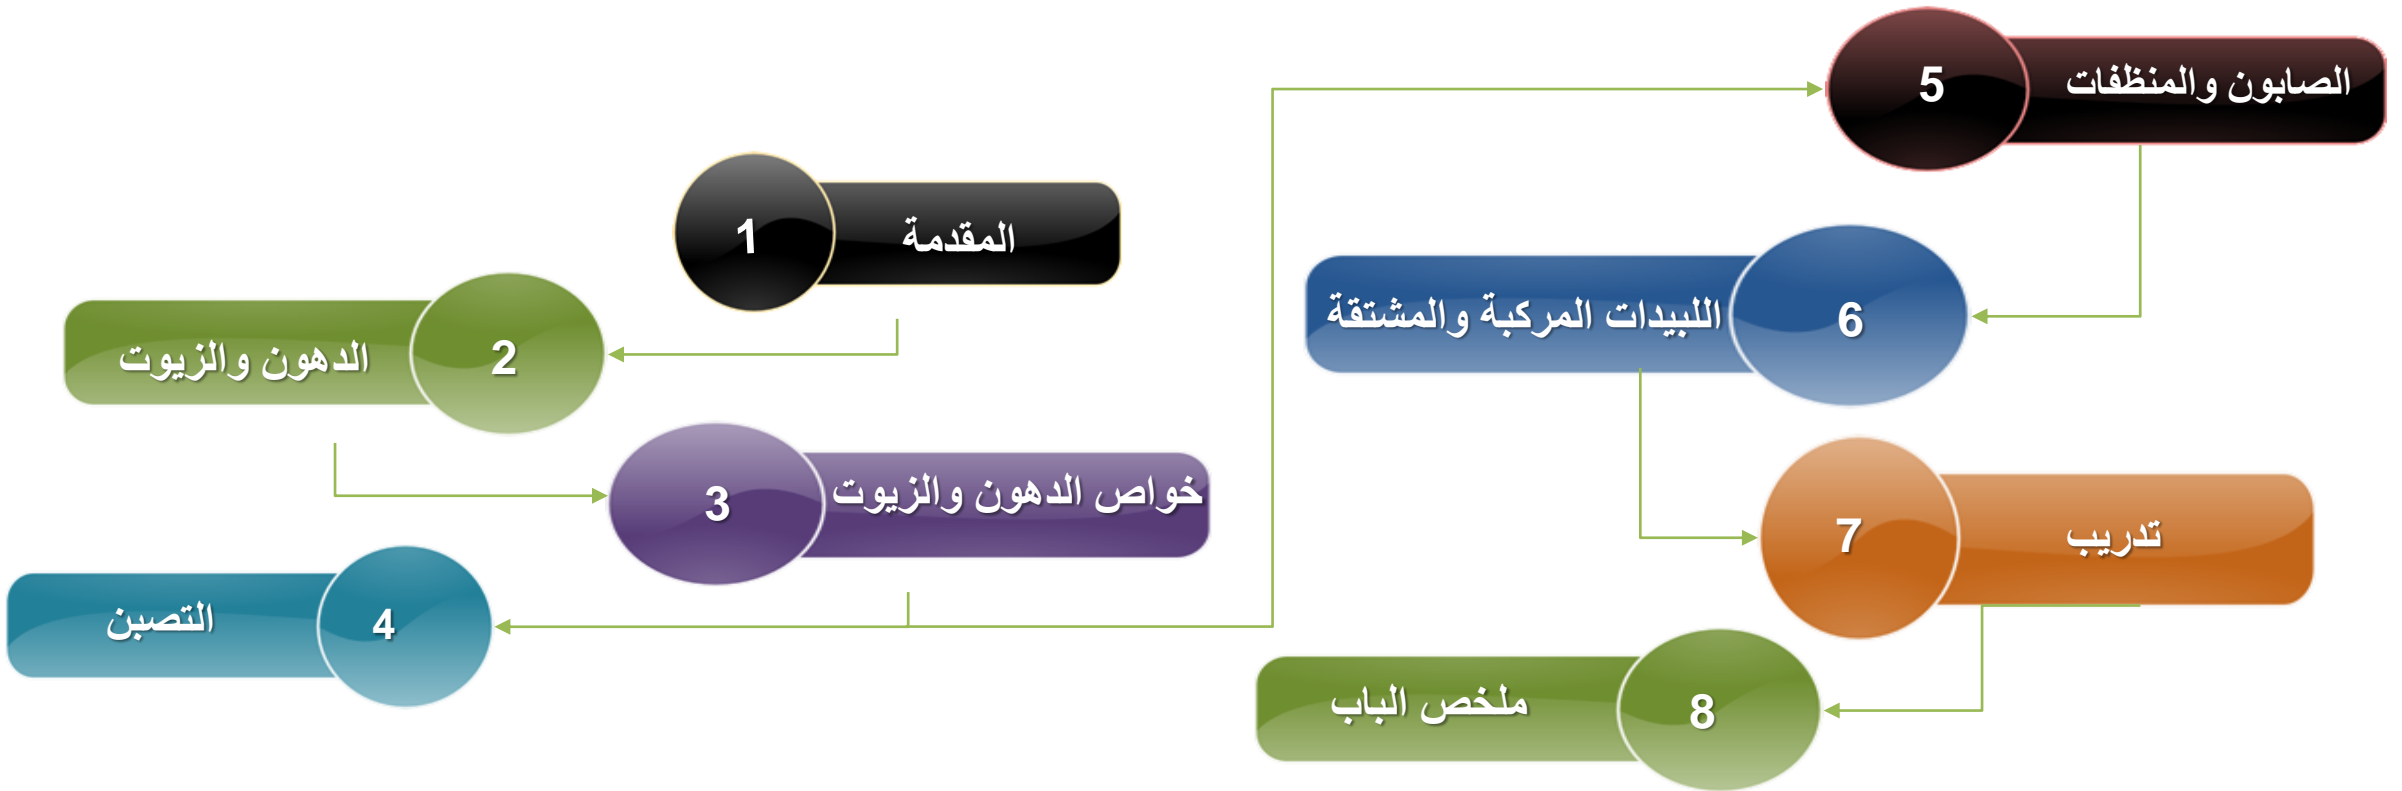 1
المقدمة
2
الدهون والزيوت
3
خواص الدهون والزيوت
4
التصبن
5
الصابون والمنظفات
6
اللبيدات المركبة والمشتقة
7
تدريب
8
ملخص الباب